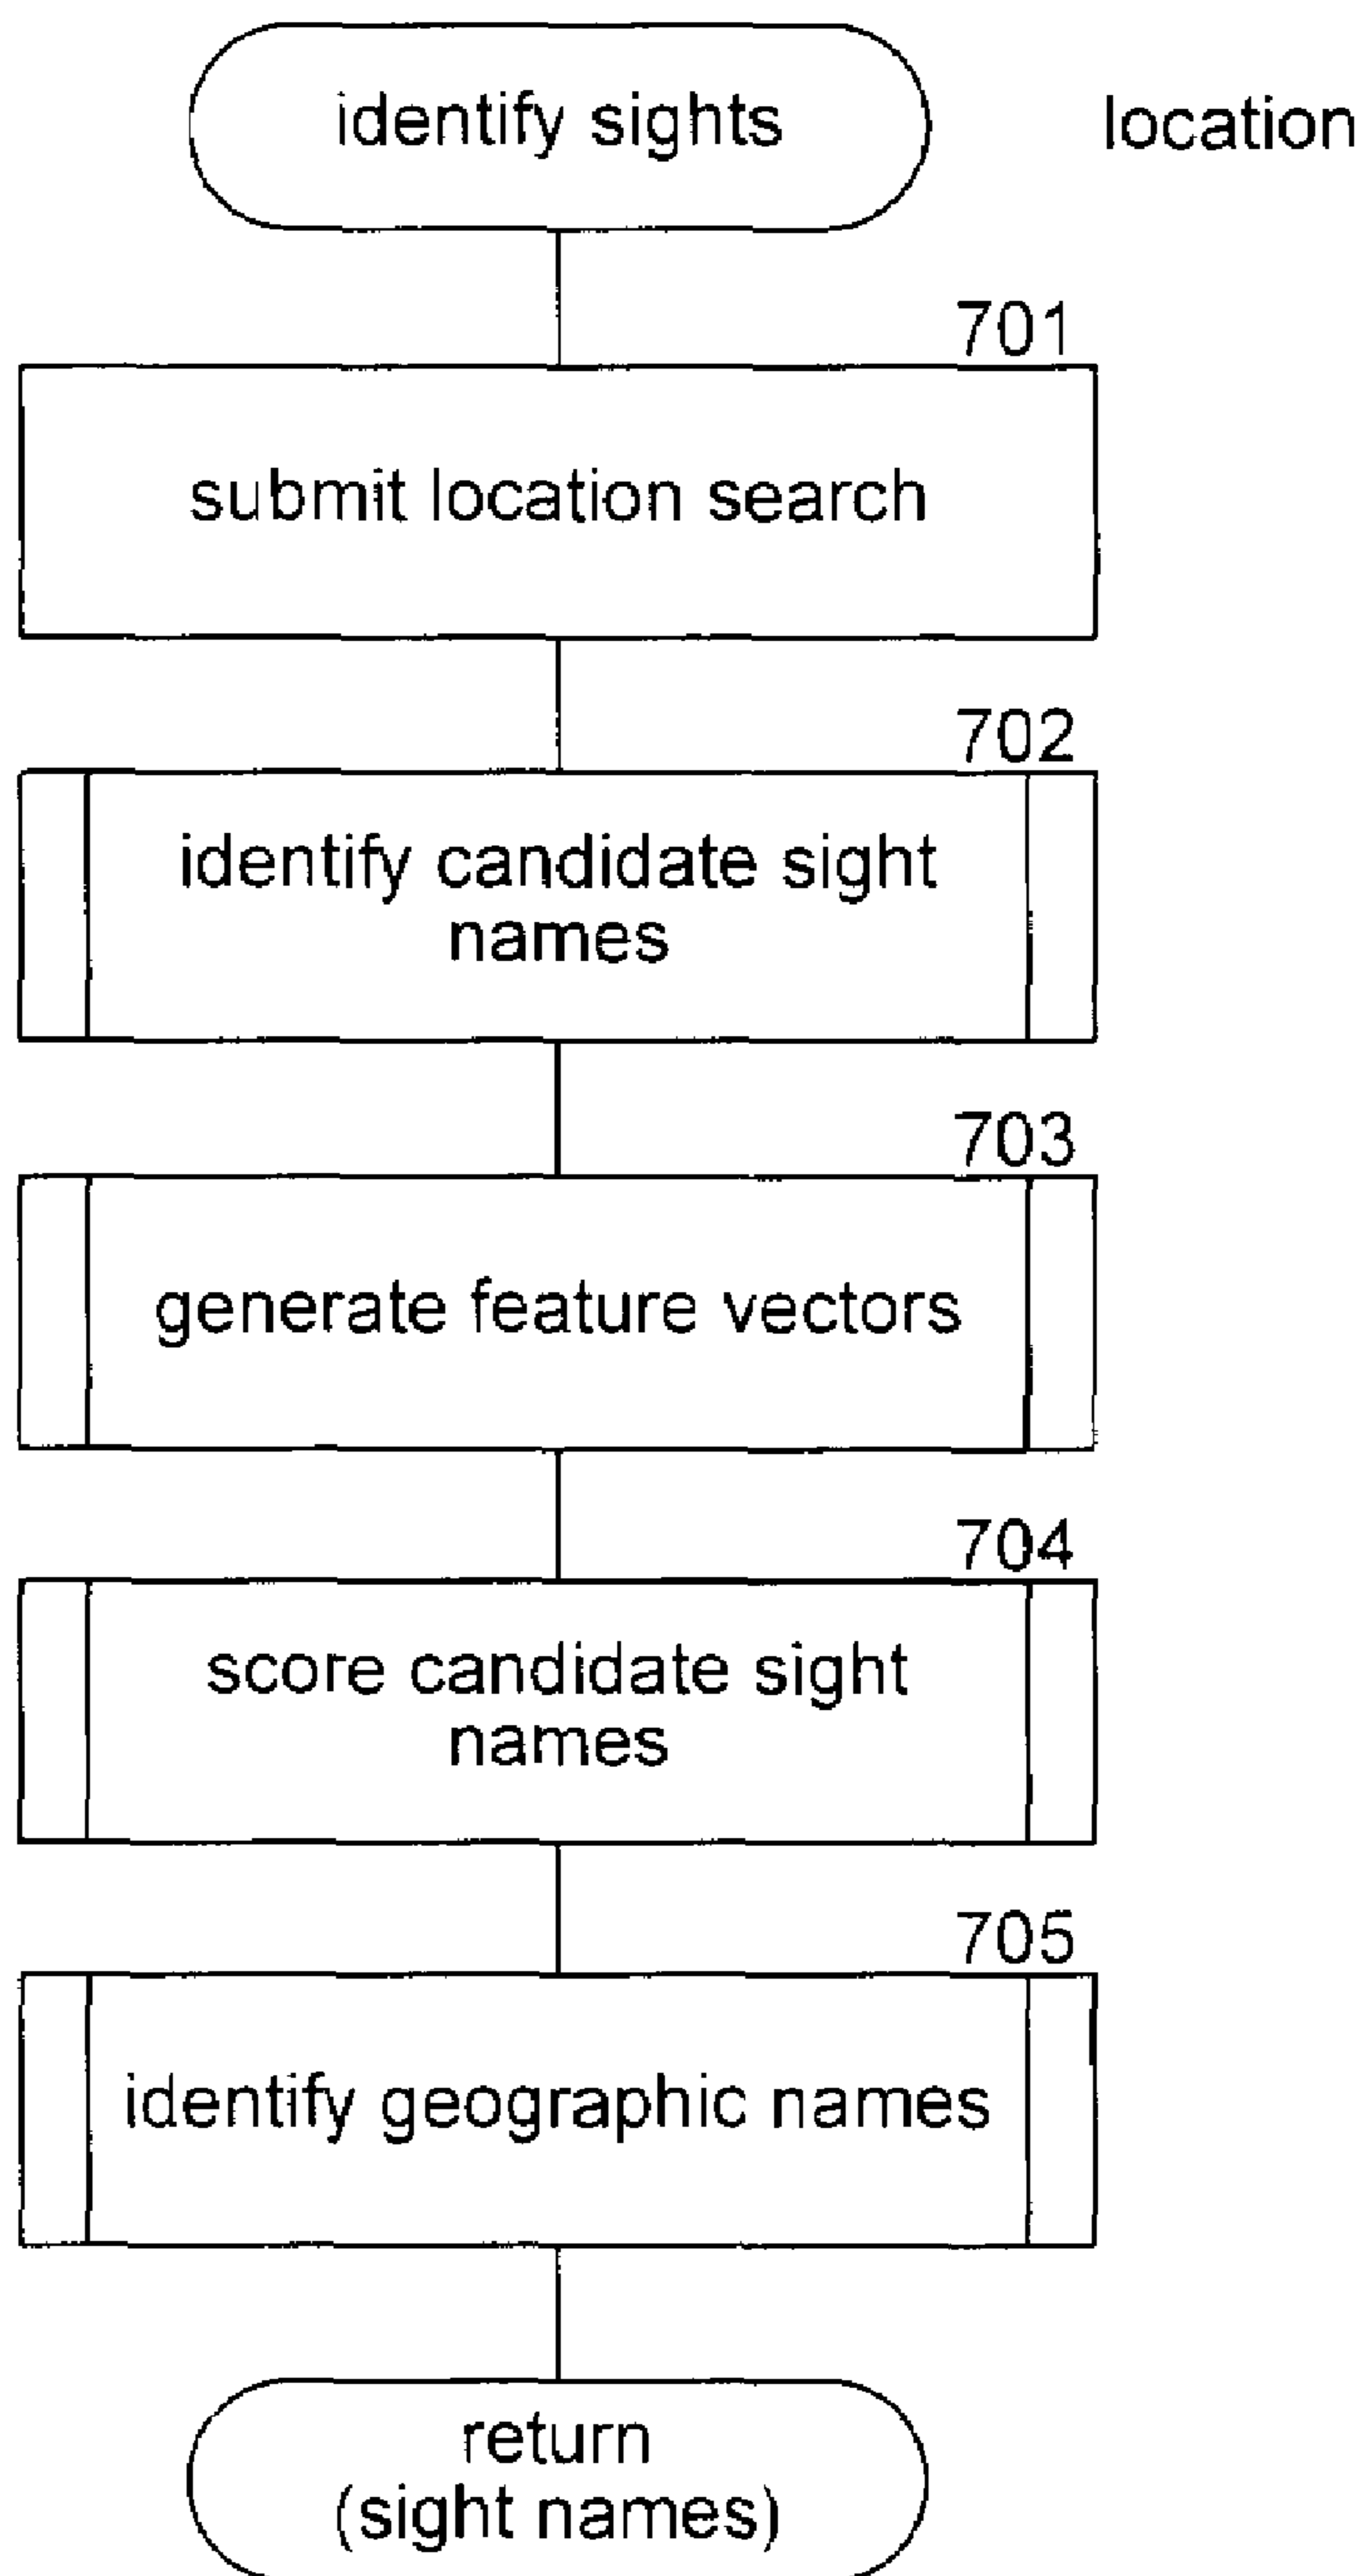 identify sights
location
701
submit location search
702
identify candidate sight
names
703
generate feature vectors
704
score candidate sight
names
705
identify geographic names
return
(sight names)